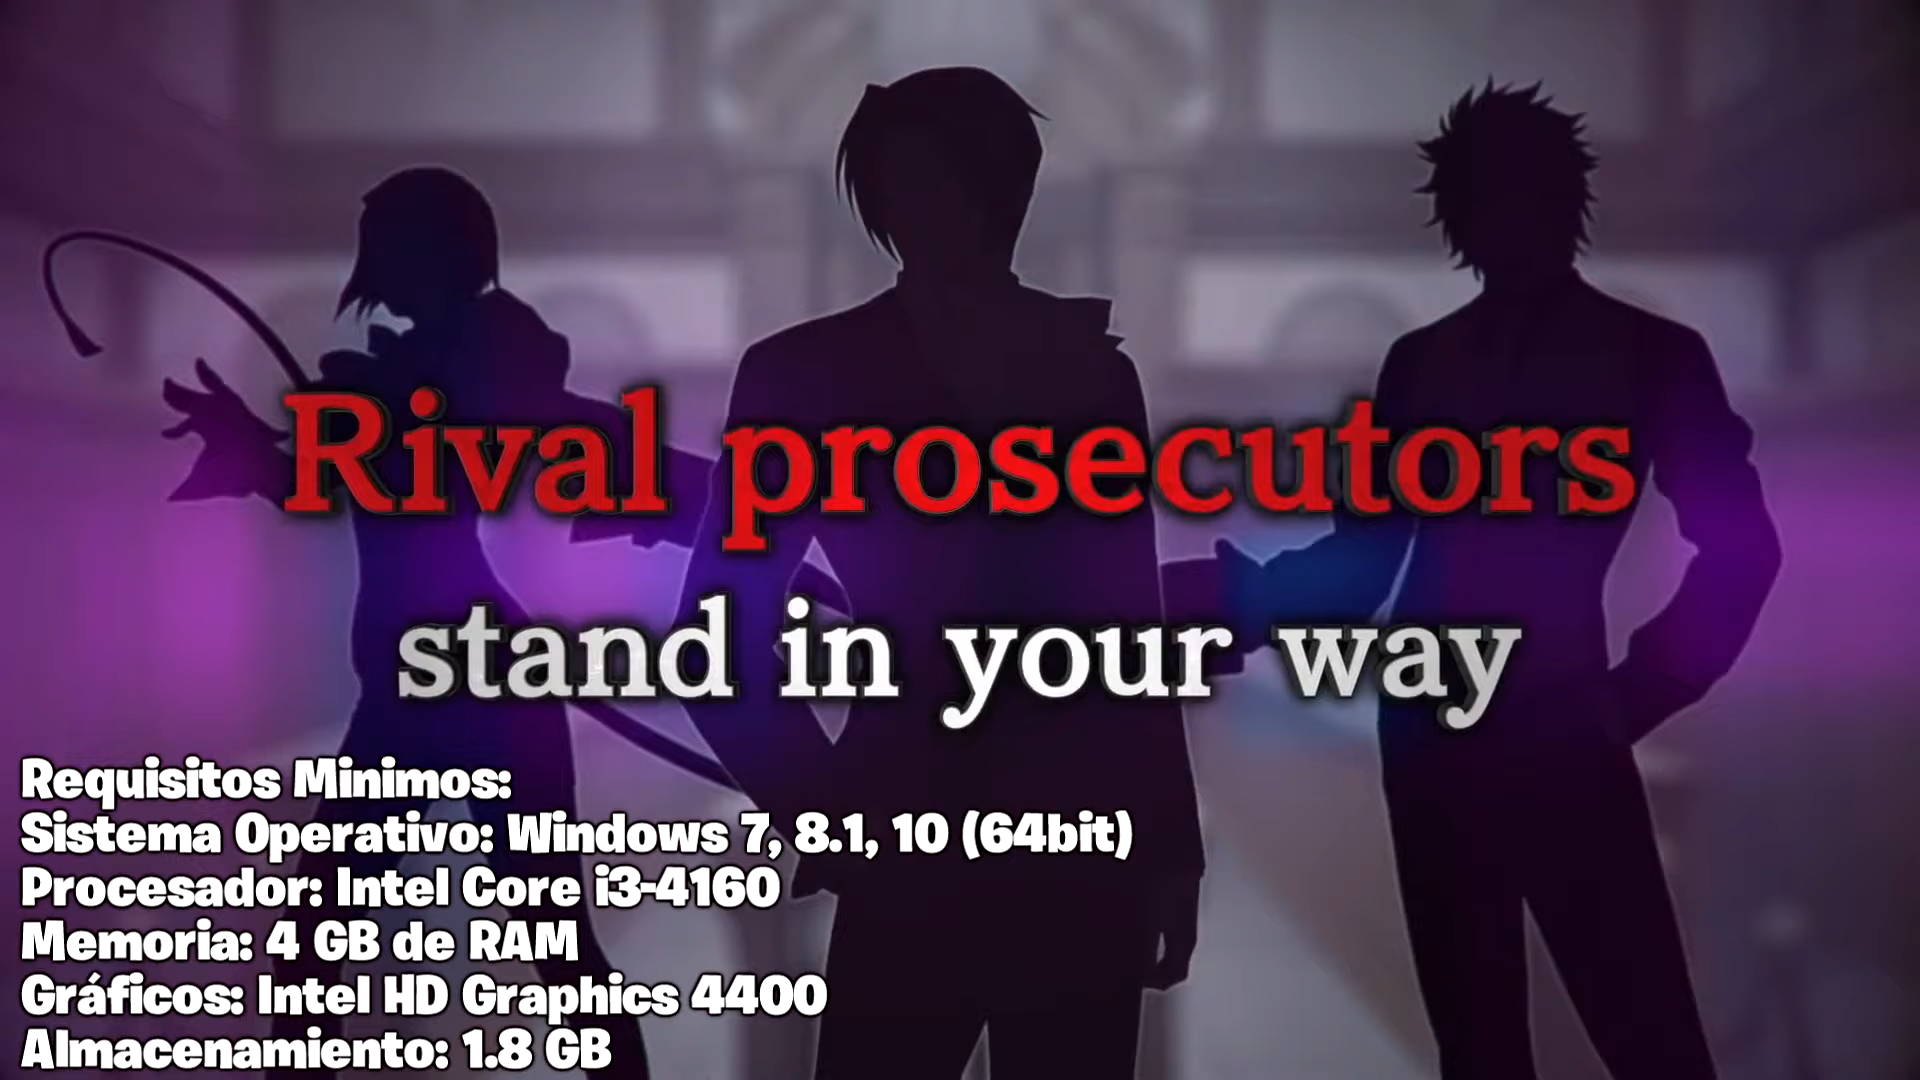 Rival prosecutors
stand in your way
Requisitos Minimos:
Sistema Operativo: Windows 7, 8.1, 10 (64bit)
Procesador: Intel Core i3-4160
Memoria: 4 GB de RAM
Gráficos: Intel HD Graphics 4400
Almacenamiento: 1.8 GB